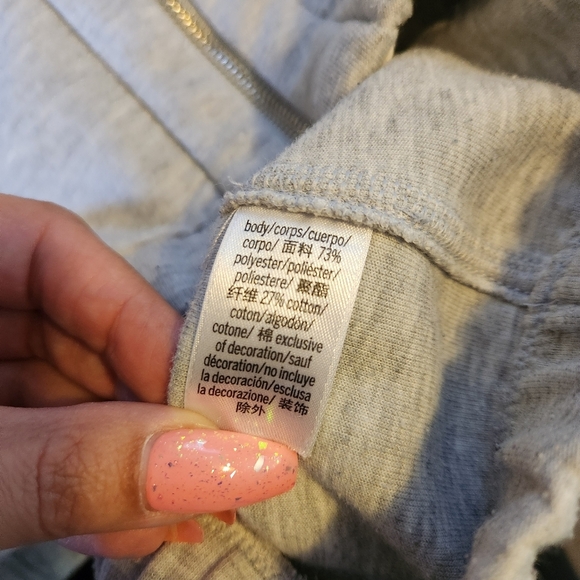 body/corps/cuerpo/
corpo/ 面料 73%
polyester/poliéster/
poliestere/ 聚酯
纤维 27% cotton/
coton/algodón/
cotone/ 棉 exclusive
of decoration/sauf
décoration/no incluye
la decoración/esclusa
la decorazione/ 装饰
除外